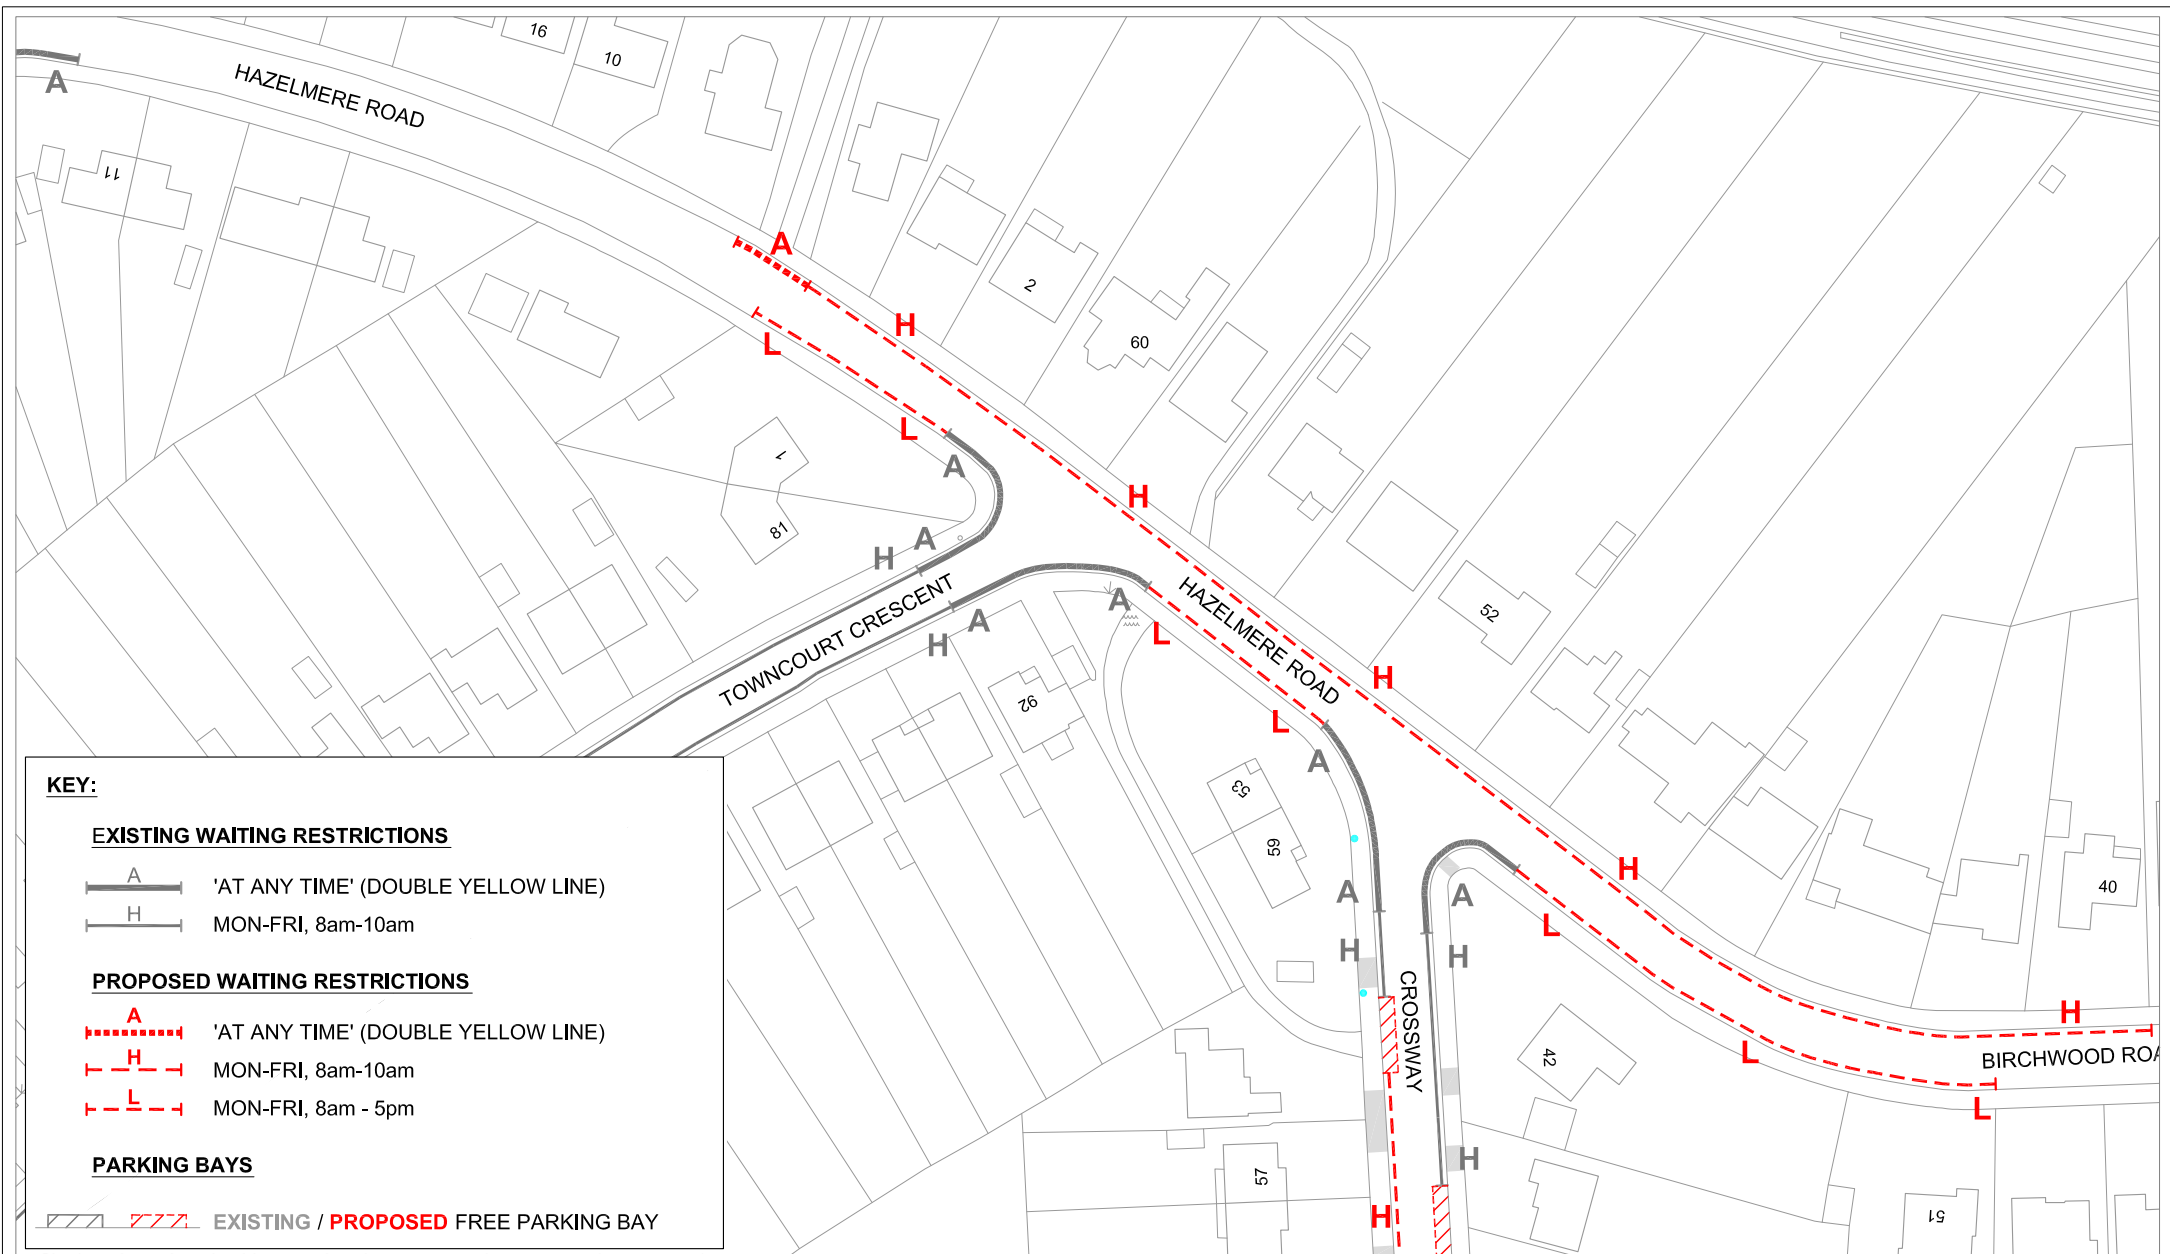 16
10
A
HAZELMERE ROAD
11
A
2
H
60
L
L
A
1
H
81
A
H
HAZELMERE ROAD
TOWNCOURT CRESCENT
A
A
L
52
H
H
92
L
A
53
59
H
40
A
A
L
H
H
CROSSWAY
H
42
L
BIRCHWOOD ROA
L
H
57
H
51
KEY:
EXISTING WAITING RESTRICTIONS
A 'AT ANY TIME' (DOUBLE YELLOW LINE)
H MON-FRI, 8am-10am
PROPOSED WAITING RESTRICTIONS
A 'AT ANY TIME' (DOUBLE YELLOW LINE)
H MON-FRI, 8am-10am
L MON-FRI, 8am - 5pm
PARKING BAYS
EXISTING / PROPOSED FREE PARKING BAY